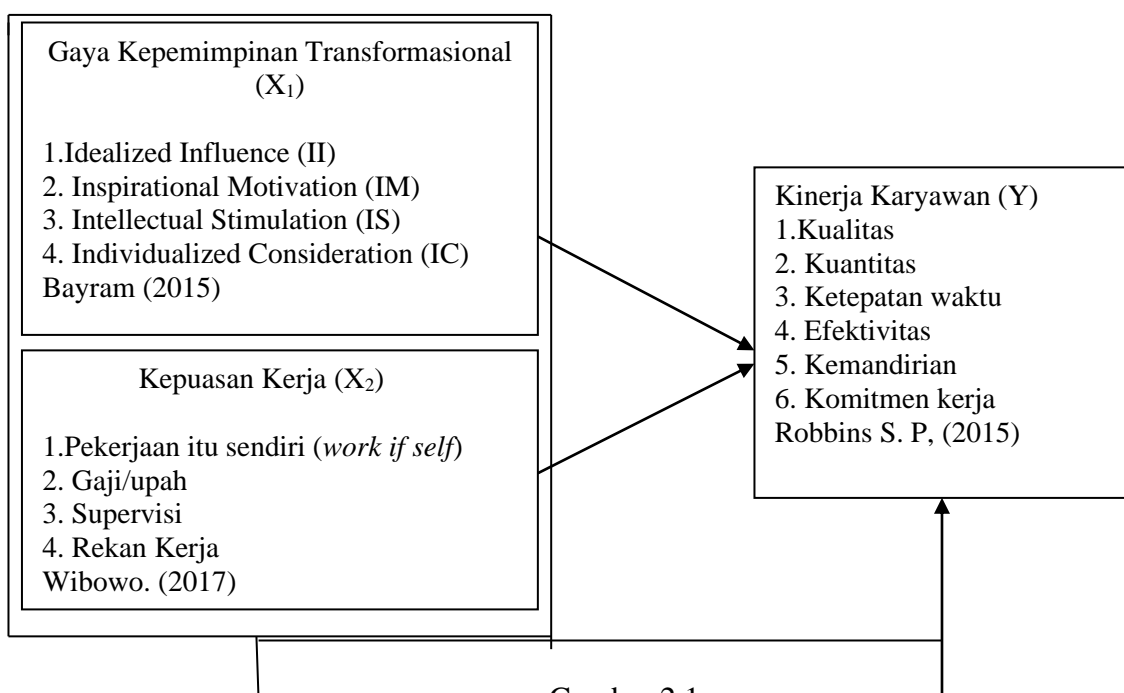 Gaya Kepemimpinan Transformasional
(X₁)
1.Idealized Influence (II)
2. Inspirational Motivation (IM)
3. Intellectual Stimulation (IS)
4. Individualized Consideration (IC)
Bayram (2015)
Kepuasan Kerja (X₂)
1.Pekerjaan itu sendiri (work if self)
2. Gaji/upah
3. Supervisi
4. Rekan Kerja
Wibowo. (2017)
Kinerja Karyawan (Y)
1.Kualitas
2. Kuantitas
3. Ketepatan waktu
4. Efektivitas
5. Kemandirian
6. Komitmen kerja
Robbins S. P, (2015)